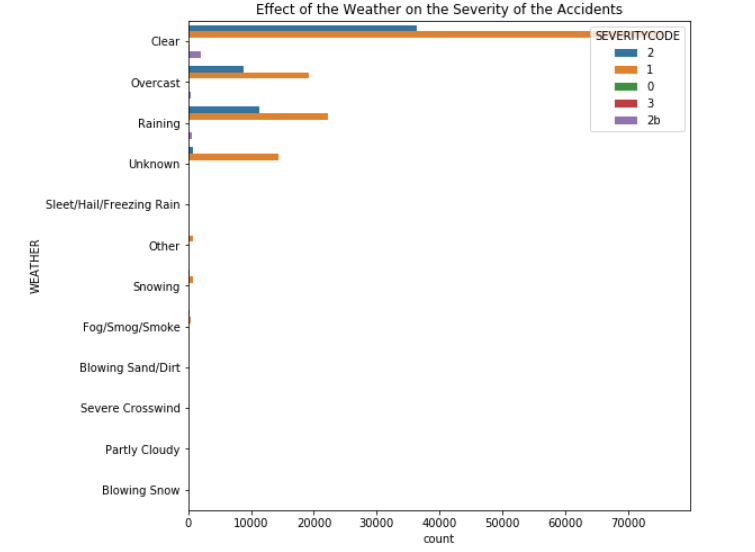 Effect of the Weather on the Severity of the Accidents
SEVERITYCODE
2
1
0
3
2b
WEATHER
Clear
Overcast
Raining
Unknown
Sleet/Hail/Freezing Rain
Other
Snowing
Fog/Smog/Smoke
Blowing Sand/Dirt
Severe Crosswind
Partly Cloudy
Blowing Snow
0 10000 20000 30000 40000 50000 60000 70000
count